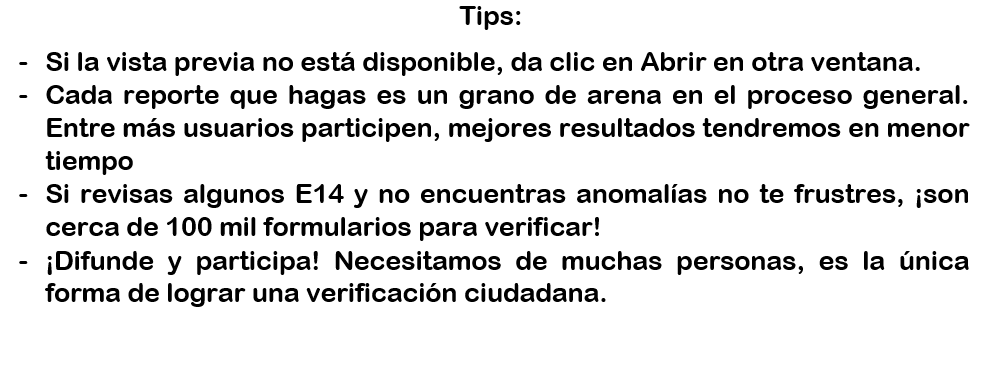 Tips:
- Si la vista previa no está disponible, da clic en Abrir en otra ventana.
- Cada reporte que hagas es un grano de arena en el proceso general.
Entre más usuarios participen, mejores resultados tendremos en menor
tiempo
- Si revisas algunos E14 y no encuentras anomalías no te frustres, ¡son
cerca de 100 mil formularios para verificar!
- ¡Difunde y participa! Necesitamos de muchas personas, es la única
forma de lograr una verificación ciudadana.